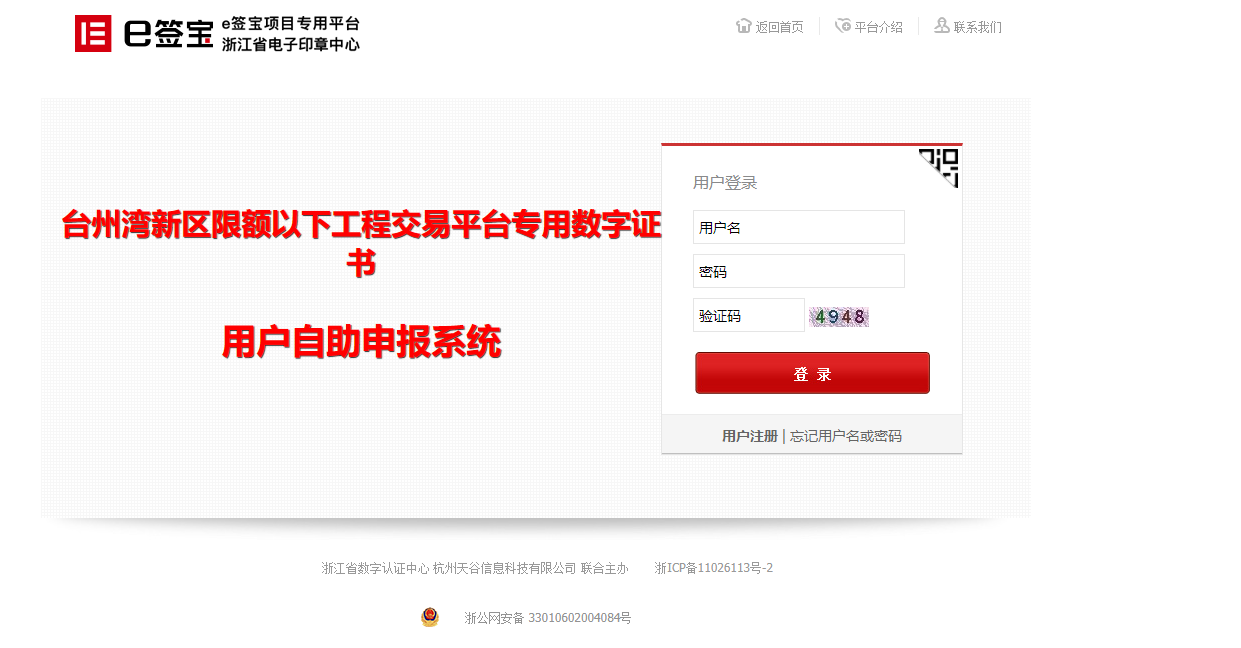 e签宝 e签宝项目专用平台
浙江省电子印章中心
返回首页 平台介绍 联系我们
台州湾新区限额以下工程交易平台专用数字证
书
用户自助申报系统
用户登录
用户名
密码
验证码 4948
登 录
用户注册 | 忘记用户名或密码
浙江省数字认证中心 杭州天谷信息科技有限公司 联合主办 浙ICP备11026113号-2
浙公网安备 33010602004084号